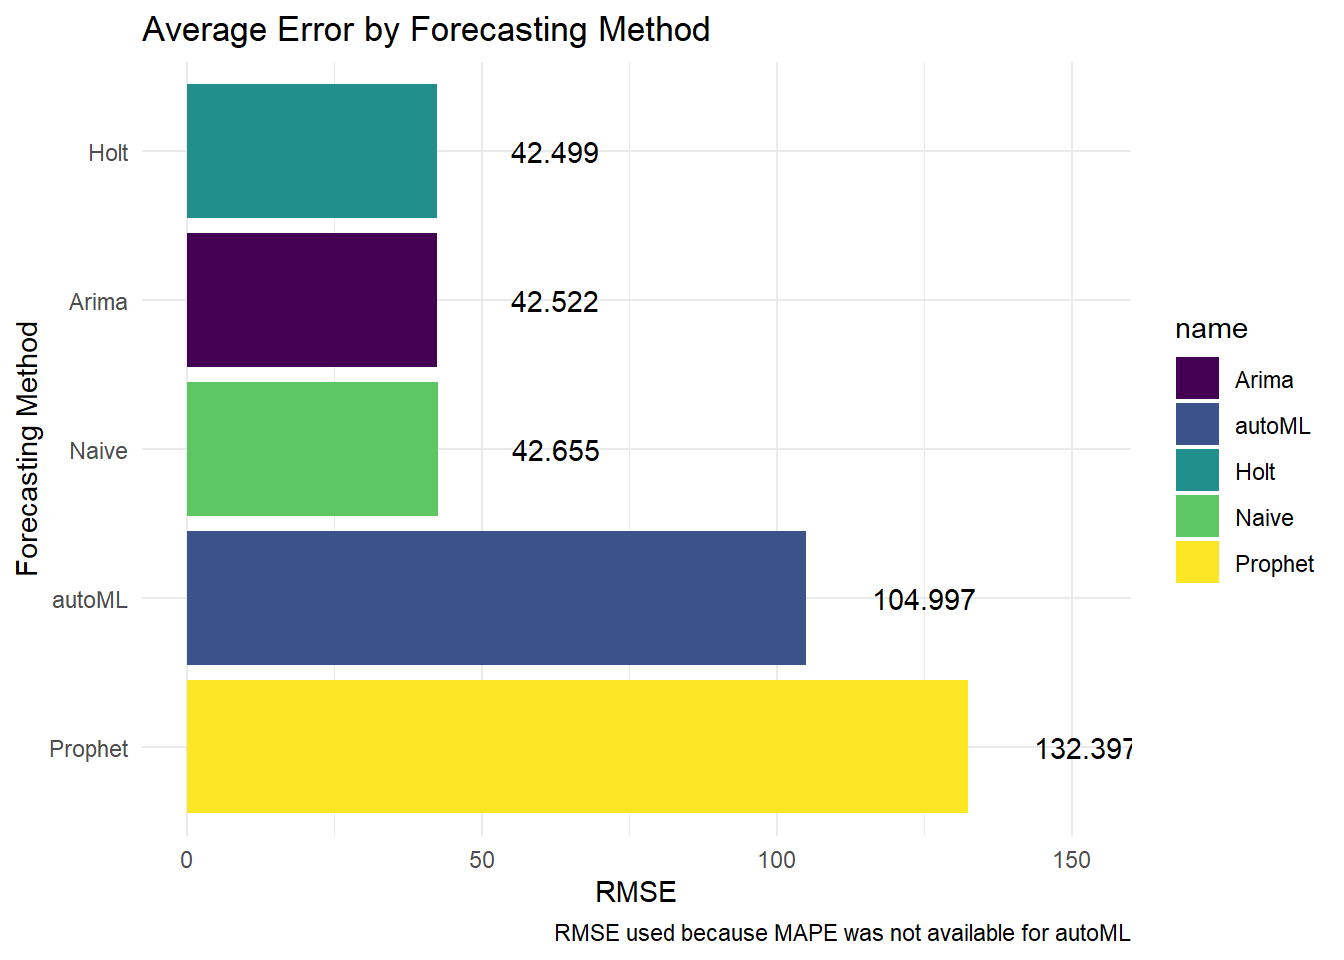 Average Error by Forecasting Method
Forecasting Method
Holt
42.499
Arima
42.522
Naive
42.655
autoML
104.997
Prophet
132.397
0
50
100
150
RMSE
RMSE used because MAPE was not available for autoML
name
Arima
autoML
Holt
Naive
Prophet